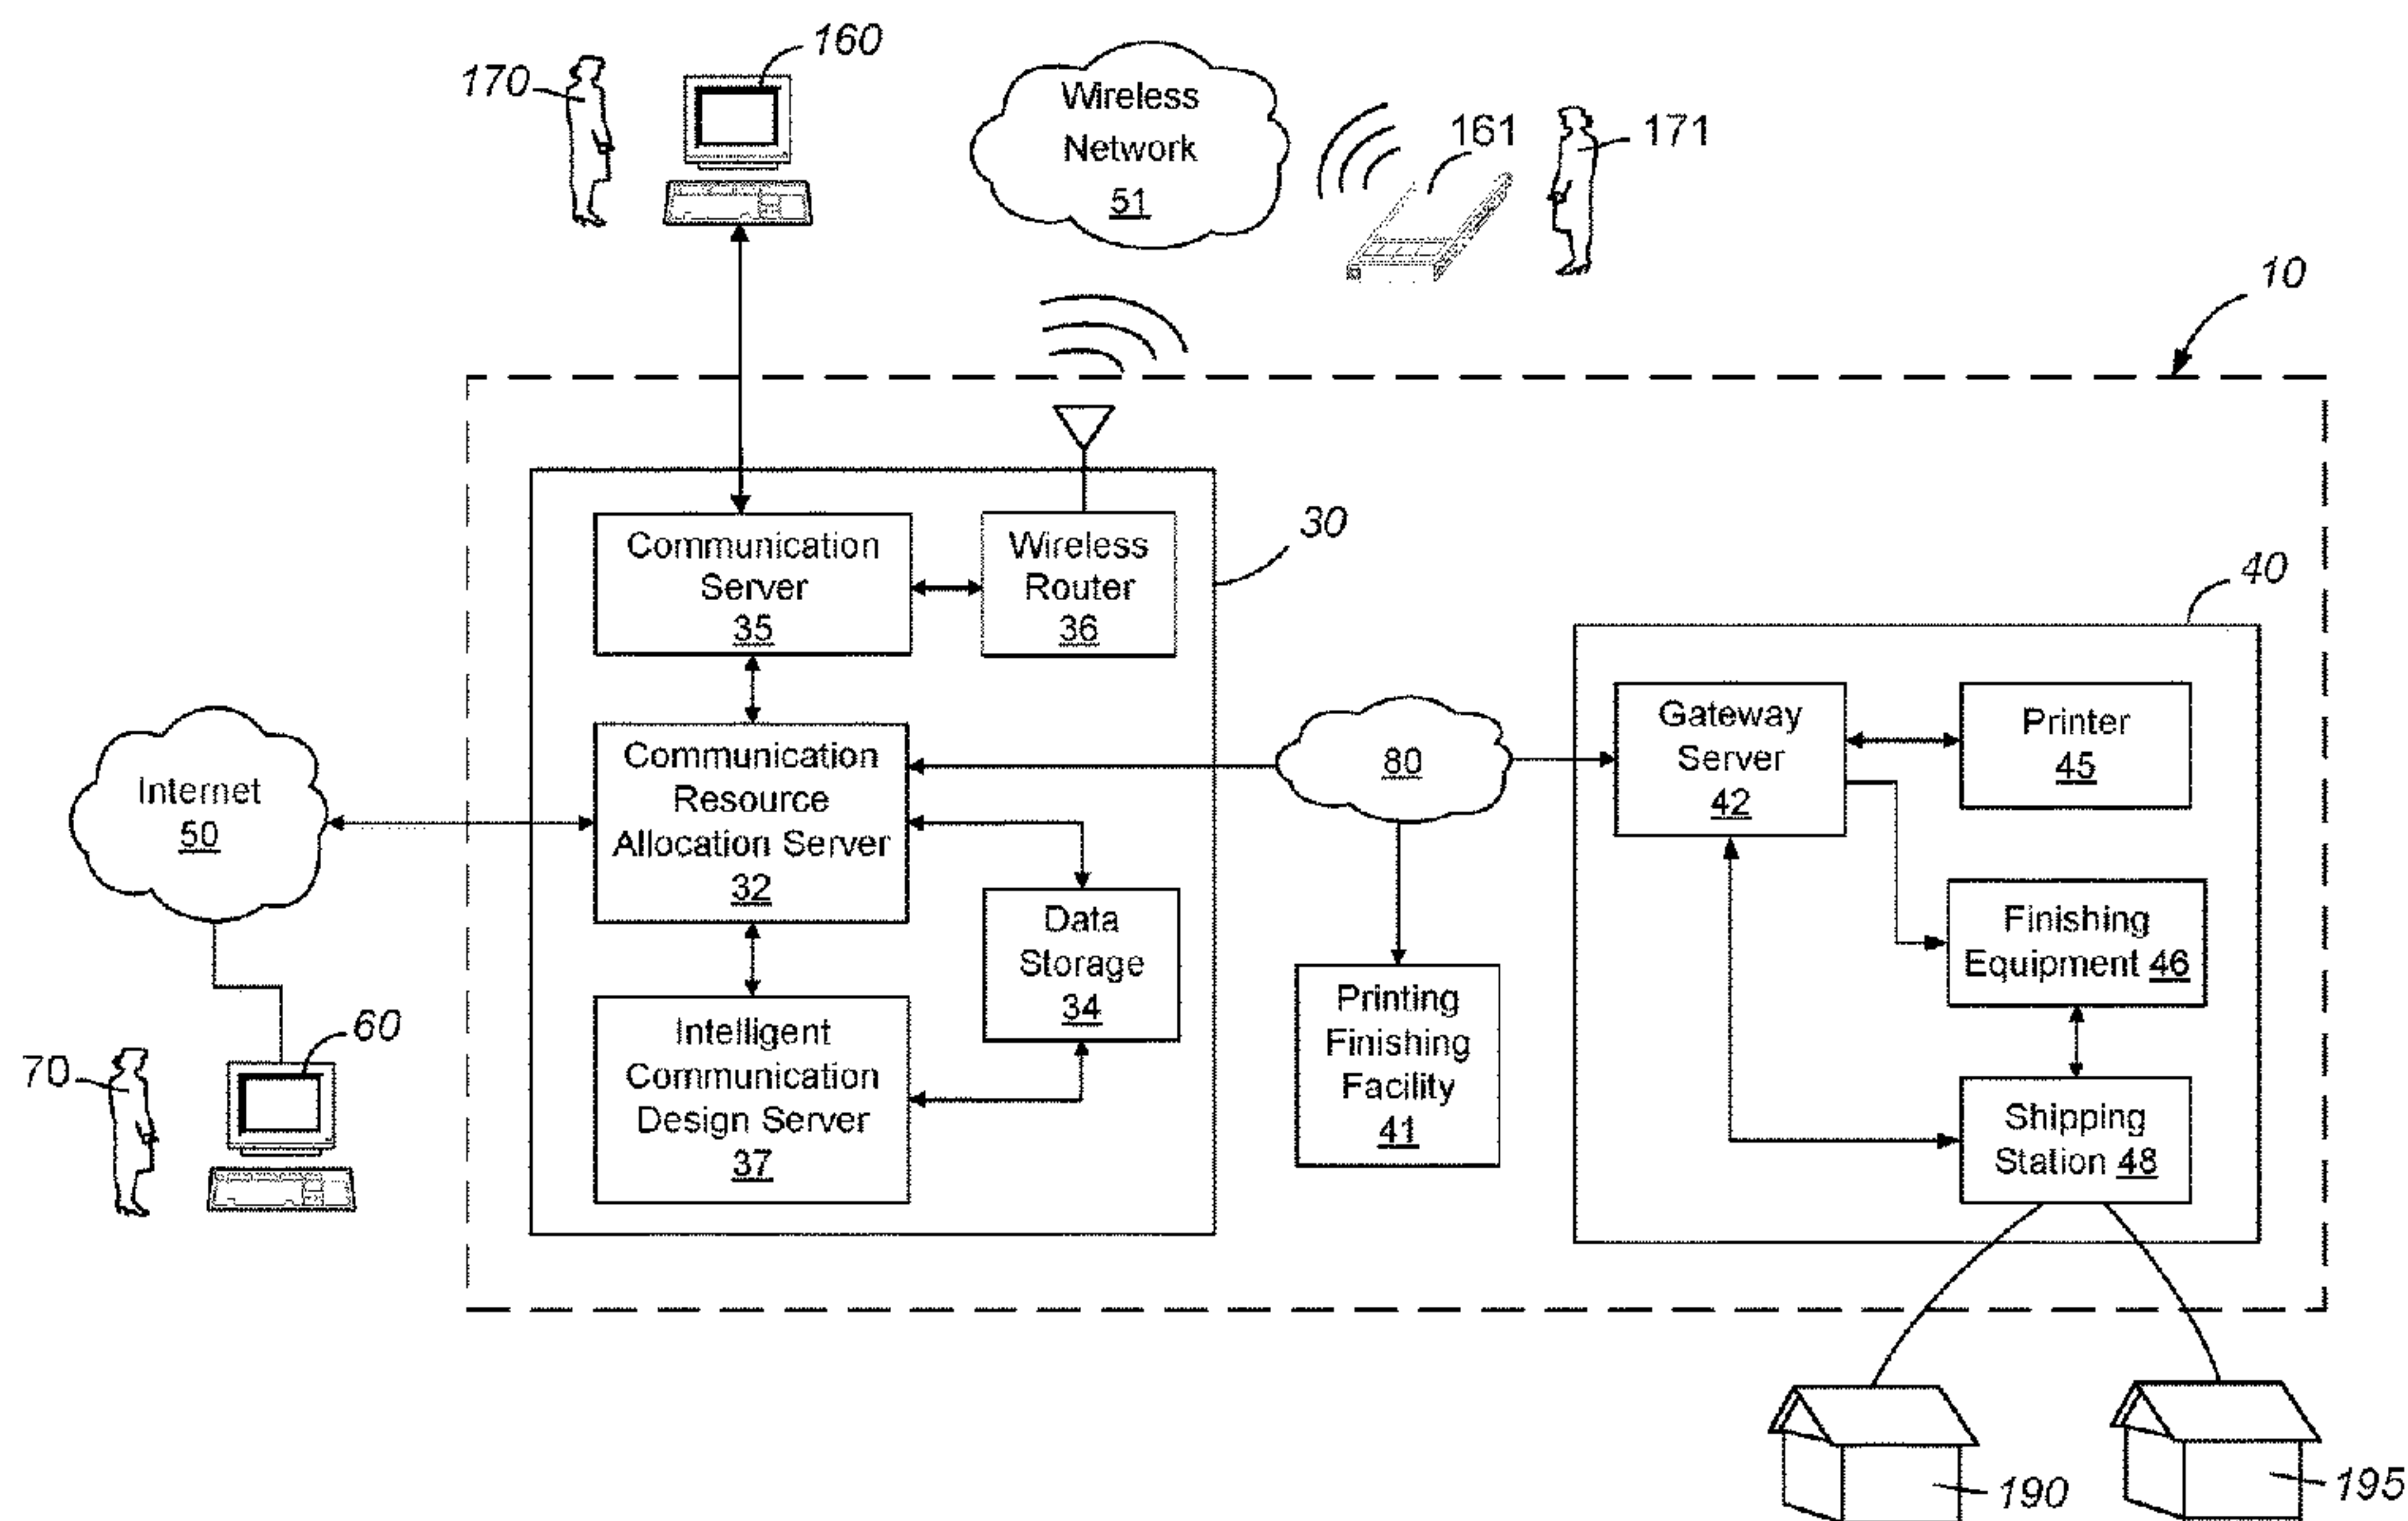 160
170
Wireless
Network
51
161
171
10
Communication
Server
35
Wireless
Router
36
30
40
Internet
50
Communication
Resource
Allocation Server
32
80
Gateway
Server
42
Printer
45
Data
Storage
34
Finishing
Equipment 46
Printing
Finishing
Facility
41
Intelligent
Communication
Design Server
37
60
70
Shipping
Station 48
190
195